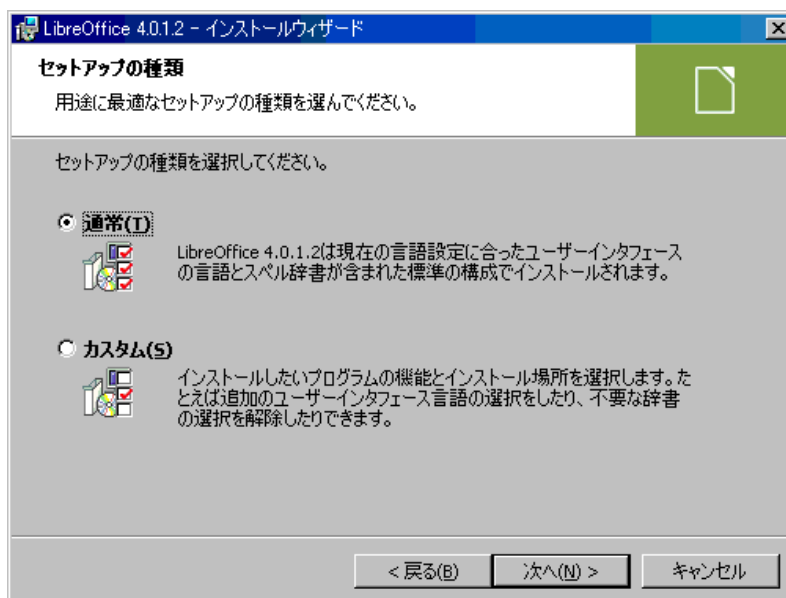 LibreOffice 4.0.1.2 - インストールウィザード
セットアップの種類
用途に最適なセットアップの種類を選んでください。
セットアップの種類を選択してください。
通常(T)
LibreOffice 4.0.1.2は現在の言語設定に合ったユーザーインタフェース
の言語とスペル辞書が含まれた標準の構成でインストールされます。
カスタム(S)
インストールしたいプログラムの機能とインストール場所を選択します。た
とえば追加のユーザーインタフェース言語の選択をしたり、不要な辞書
の選択を解除したりできます。
< 戻る(B) 次へ(N) > キャンセル